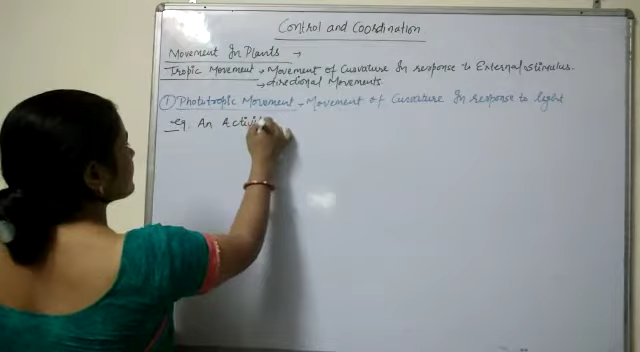 Control and Coordination
Movement In Plants →
Tropic Movement → Movement of Curvature In response to External stimulus.
→ directional Movements.
① Phototropic Movement → Movement of Curvature In response to light
→ eg. An Activi